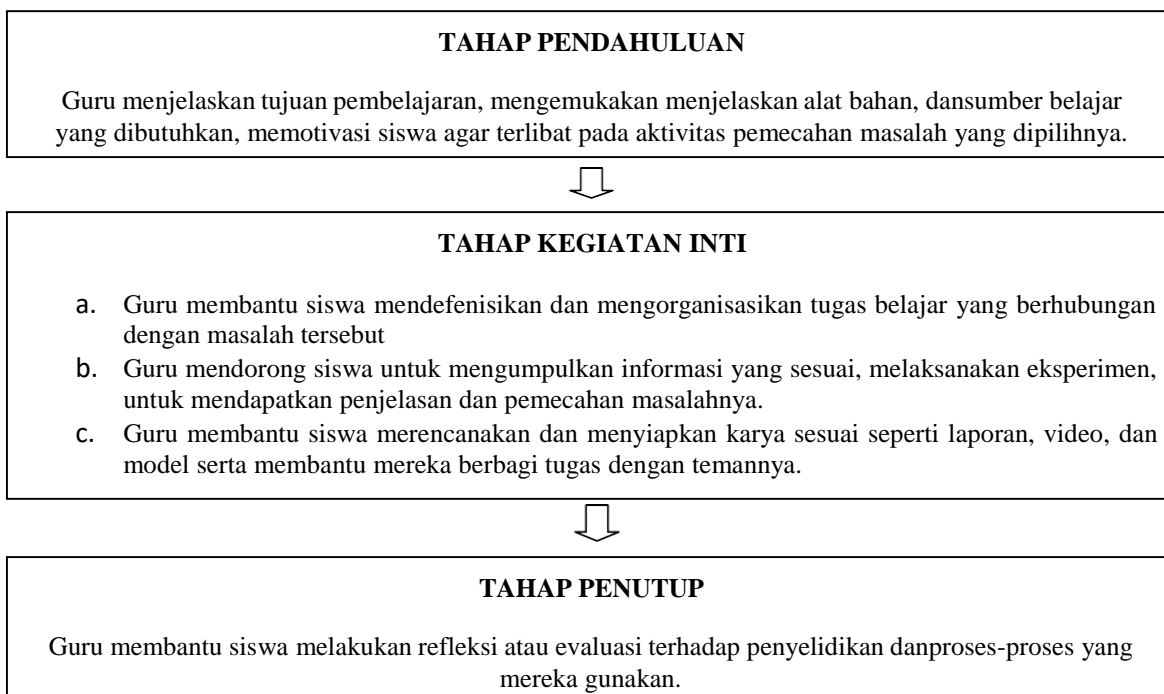 TAHAP PENDAHULUAN
Guru menjelaskan tujuan pembelajaran, mengemukakan menjelaskan alat bahan, dansumber belajar
yang dibutuhkan, memotivasi siswa agar terlibat pada aktivitas pemecahan masalah yang dipilihnya.
TAHAP KEGIATAN INTI
a. Guru membantu siswa mendefenisikan dan mengorganisasikan tugas belajar yang berhubungan
dengan masalah tersebut
b. Guru mendorong siswa untuk mengumpulkan informasi yang sesuai, melaksanakan eksperimen,
untuk mendapatkan penjelasan dan pemecahan masalahnya.
c. Guru membantu siswa merencanakan dan menyiapkan karya sesuai seperti laporan, video, dan
model serta membantu mereka berbagi tugas dengan temannya.
TAHAP PENUTUP
Guru membantu siswa melakukan refleksi atau evaluasi terhadap penyelidikan danproses-proses yang
mereka gunakan.